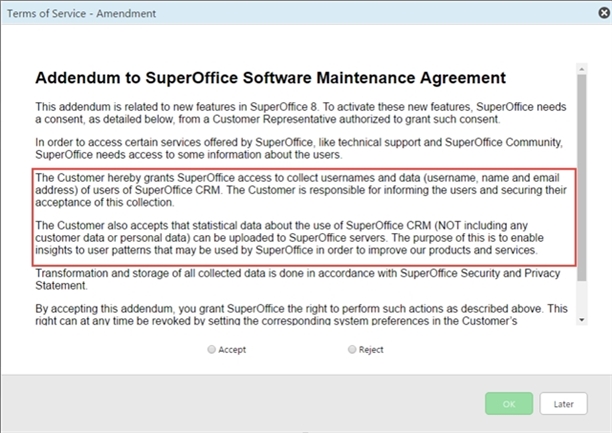 Terms of Service - Amendment
Addendum to SuperOffice Software Maintenance Agreement
This addendum is related to new features in SuperOffice 8. To activate these new features, SuperOffice needs
a consent, as detailed below, from a Customer Representative authorized to grant such consent.
In order to access certain services offered by SuperOffice, like technical support and SuperOffice Community,
SuperOffice needs access to some information about the users.
The Customer hereby grants SuperOffice access to collect usernames and data (username, name and email
address) of users of SuperOffice CRM. The Customer is responsible for informing the users and securing their
acceptance of this collection.
The Customer also accepts that statistical data about the use of SuperOffice CRM (NOT including any
customer data or personal data) can be uploaded to SuperOffice servers. The purpose of this is to enable
insights to user patterns that may be used by SuperOffice in order to improve our products and services.
Transformation and storage of all collected data is done in accordance with SuperOffice Security and Privacy
Statement.
By accepting this addendum, you grant SuperOffice the right to perform such actions as described above. This
right can at any time be revoked by setting the corresponding system preferences in the Customer's
Accept Reject
OK Later